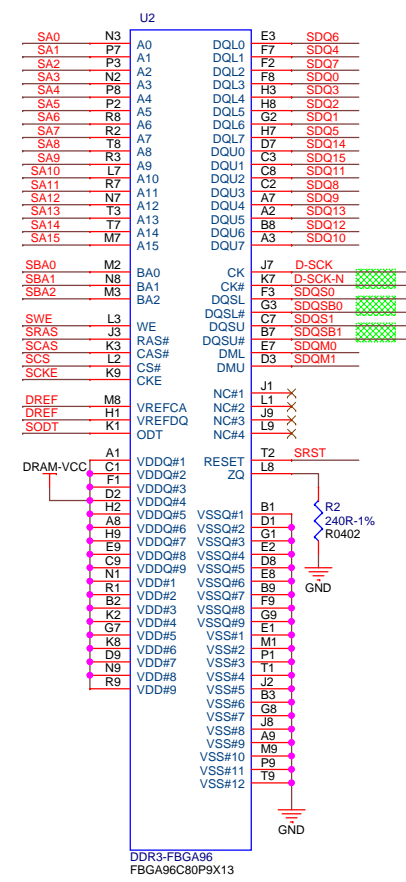 U2
SA0 N3 A0 DQL0 E3 SDQ6
SA1 P7 A1 DQL1 F7 SDQ4
SA2 P3 A2 DQL2 F2 SDQ7
SA3 N2 A3 DQL3 F8 SDQ0
SA4 P8 A4 DQL4 H3 SDQ3
SA5 P2 A5 DQL5 H8 SDQ2
SA6 R8 A6 DQL6 G2 SDQ1
SA7 R2 A7 DQL7 H7 SDQ5
SA8 T8 A8 DQU0 D7 SDQ14
SA9 R3 A9 DQU1 C3 SDQ15
SA10 L7 A10 DQU2 C8 SDQ11
SA11 R7 A11 DQU3 C2 SDQ8
SA12 N7 A12 DQU4 A7 SDQ9
SA13 T3 A13 DQU5 A2 SDQ13
SA14 T7 A14 DQU6 B8 SDQ12
SA15 M7 A15 DQU7 A3 SDQ10
SBA0 M2 BA0 CK J7 D-SCK
SBA1 N8 BA1 CK# K7 D-SCK-N
SBA2 M3 BA2 DQSL F3 SDQS0
DQSL# G3 SDQSB0
SWE L3 WE DQSU C7 SDQS1
SRAS J3 RAS# DQSU# B7 SDQSB1
SCAS K3 CAS# DML E7 SDQM0
SCS L2 CS# DMU D3 SDQM1
SCKE K9 CKE
NC#1 J1
DREF M8 VREFCA NC#2 L1
DREF H1 VREFDQ NC#3 J9
SODT K1 ODT NC#4 L9
A1 VDDQ#1 RESET T2 SRST
DRAM-VCC C1 VDDQ#2 ZQ L8
F1 VDDQ#3
D2 VDDQ#4
H2 VDDQ#5 VSSQ#1 B1
A8 VDDQ#6 VSSQ#2 D1
H9 VDDQ#7 VSSQ#3 G1
E9 VDDQ#8 VSSQ#4 E2
C9 VDDQ#9 VSSQ#5 D8
N1 VDD#1 VSSQ#6 E8
R1 VDD#2 VSSQ#7 B9
B2 VDD#3 VSSQ#8 F9
K2 VDD#4 VSSQ#9 G9
G7 VDD#5 VSS#1 E1
K8 VDD#6 VSS#2 M1
D9 VDD#7 VSS#3 P1
N9 VDD#8 VSS#4 T1
R9 VDD#9 VSS#5 J2
VSS#6 B3
VSS#7 G8
VSS#8 J8
VSS#9 A9
VSS#10 M9
VSS#11 P9
VSS#12 T9
R2
240R-1%
R0402
GND
GND
DDR3-FBGA96
FBGA96C80P9X13